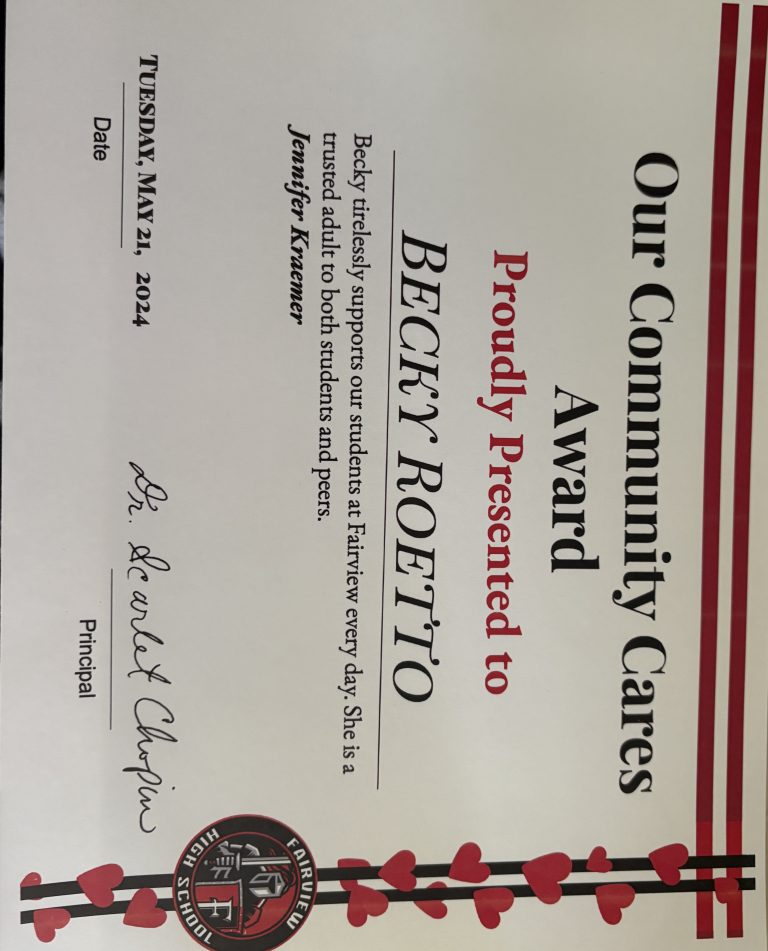 Our Community Cares
Award
Proudly Presented to
BECKY ROETTO
Becky tirelessly supports our students at Fairview every day. She is a
trusted adult to both students and peers.
Jennifer Kraemer
TUESDAY, MAY 21, 2024
Date
Dr. Scarlet Chopin
Principal
FAIRVIEW
HIGH SCHOOL
F